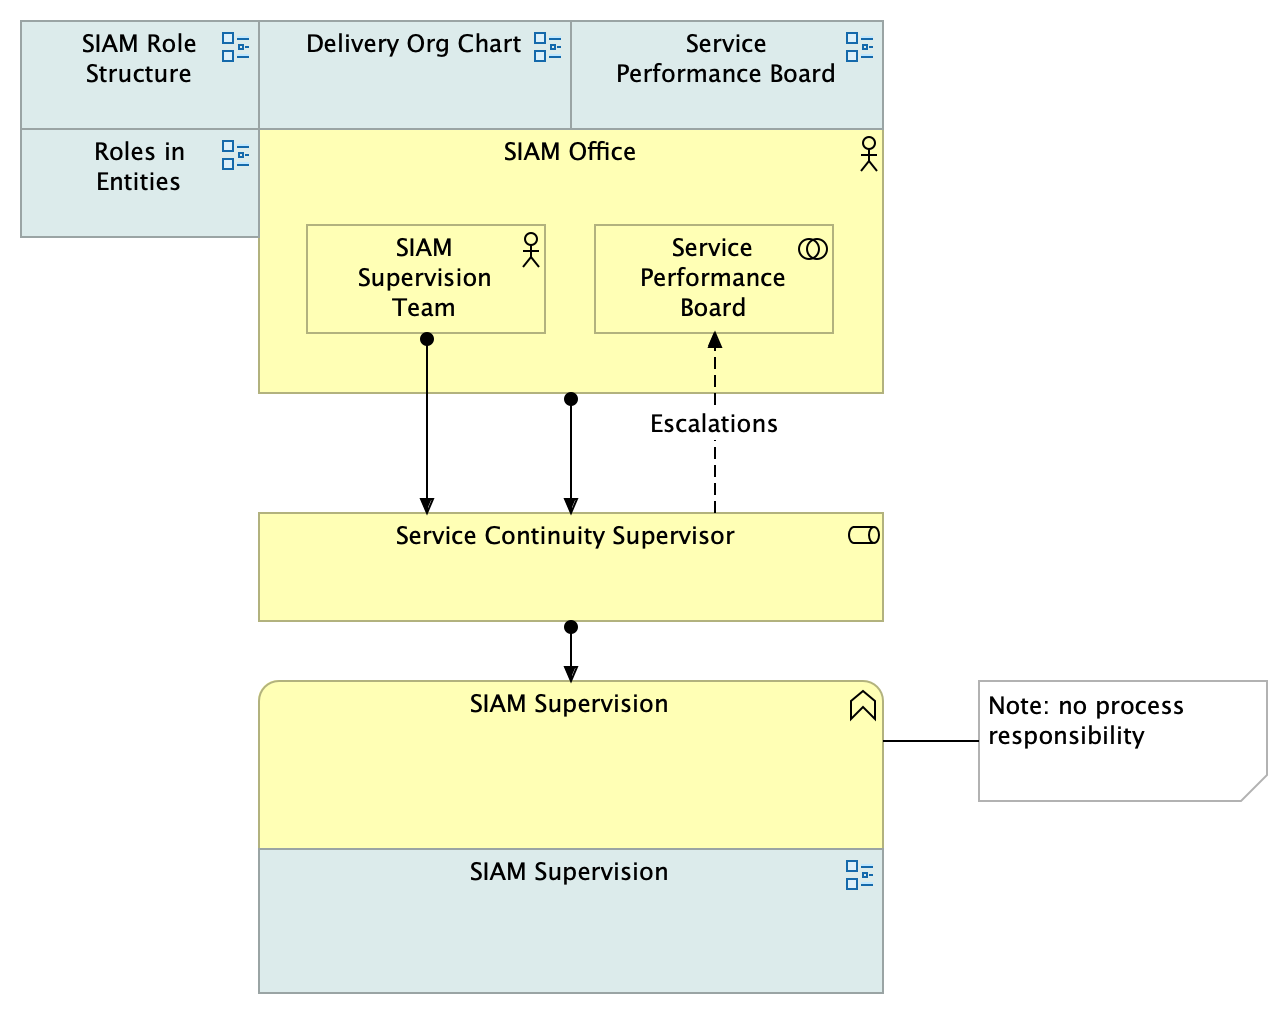 SIAM Role
Structure
Delivery Org Chart
Service
Performance Board
Roles in
Entities
SIAM Office
SIAM
Supervision
Team
Service
Performance
Board
Escalations
Service Continuity Supervisor
SIAM Supervision
Note: no process
responsibility
SIAM Supervision